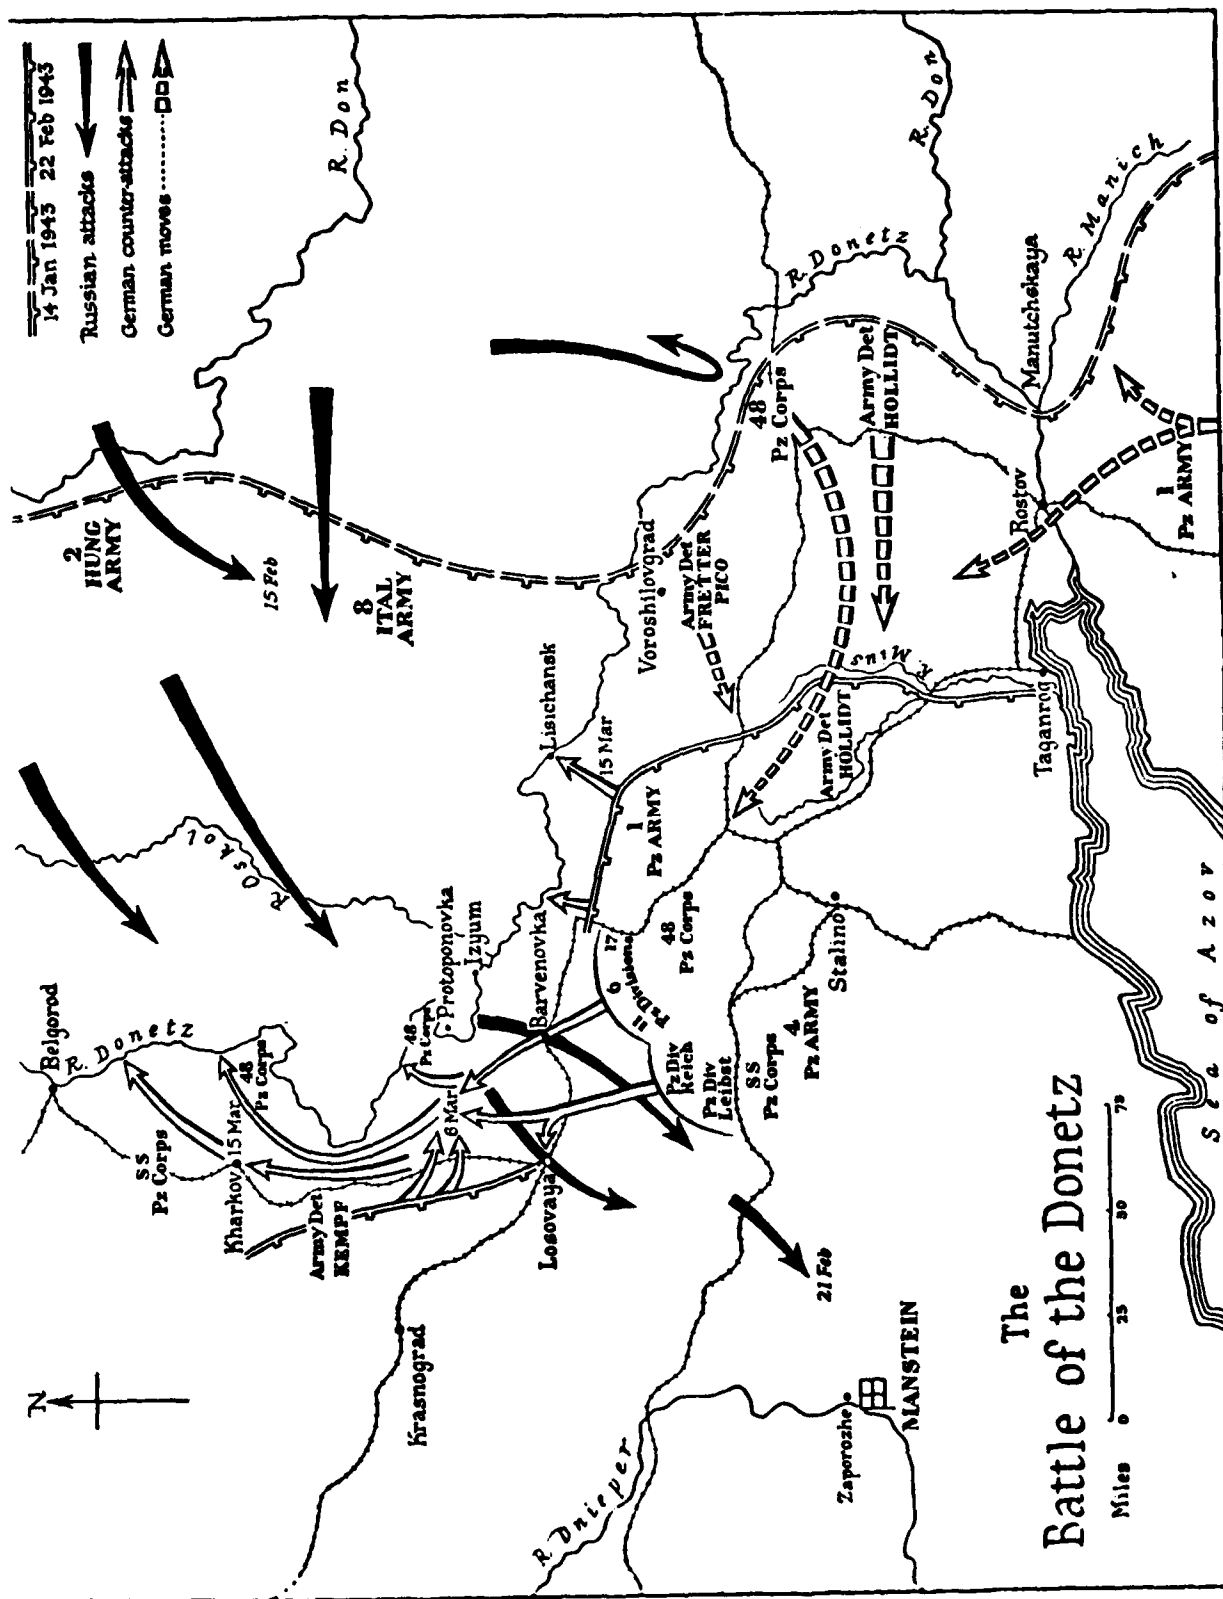 14 Jan 1943 22 Feb 1943
Russian attacks
German counter-attacks
German moves
N
R. Don
2
HUNG
ARMY
15 Feb
8
ITAL
ARMY
R. Oskol
Belgorod
R. Donetz
SS
Pz Corps
Kharkov
15 Mar
48
Pz Corps
Army Det
KEMPF
Krasnograd
48
Pz Corps
Protoponovka
Izyum
6 Mar
Barvenovka
Losovaya
Lisichansk
15 Mar
1
Pz ARMY
17
6
11
Pz Divisions
48
Pz Corps
Pz Div
Reich
Pz Div
Leibst
SS
Pz Corps
4
Pz ARMY
Stalino
21 Feb
Voroshilovgrad
Army Det
FRETTER
PICO
48
Pz Corps
Army Det
HOLLIDT
R. Donetz
R. Don
R. Manich
Manutchskaya
Rostov
1
Pz ARMY
R. Mius
Army Det
HOLLIDT
Taganrog
R. Dnieper
Zaporozhe
MANSTEIN
The
Battle of the Donetz
Miles 0 25 50 75
Sea of Azov